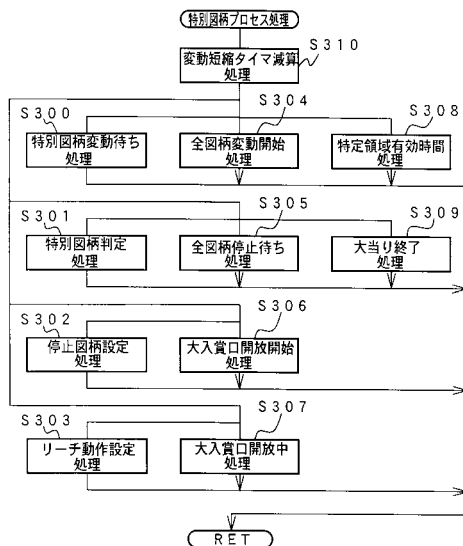 特別図柄プロセス処理
S310
変動短縮タイマ減算
処理
S300
S304
S308
特別図柄変動待ち
処理
全図柄変動開始
処理
特定領域有効時間
処理
S301
S305
S309
特別図柄判定
処理
全図柄停止待ち
処理
大当り終了
処理
S302
S306
停止図柄設定
処理
大入賞口開放開始
処理
S303
S307
リーチ動作設定
処理
大入賞口開放中
処理
RET